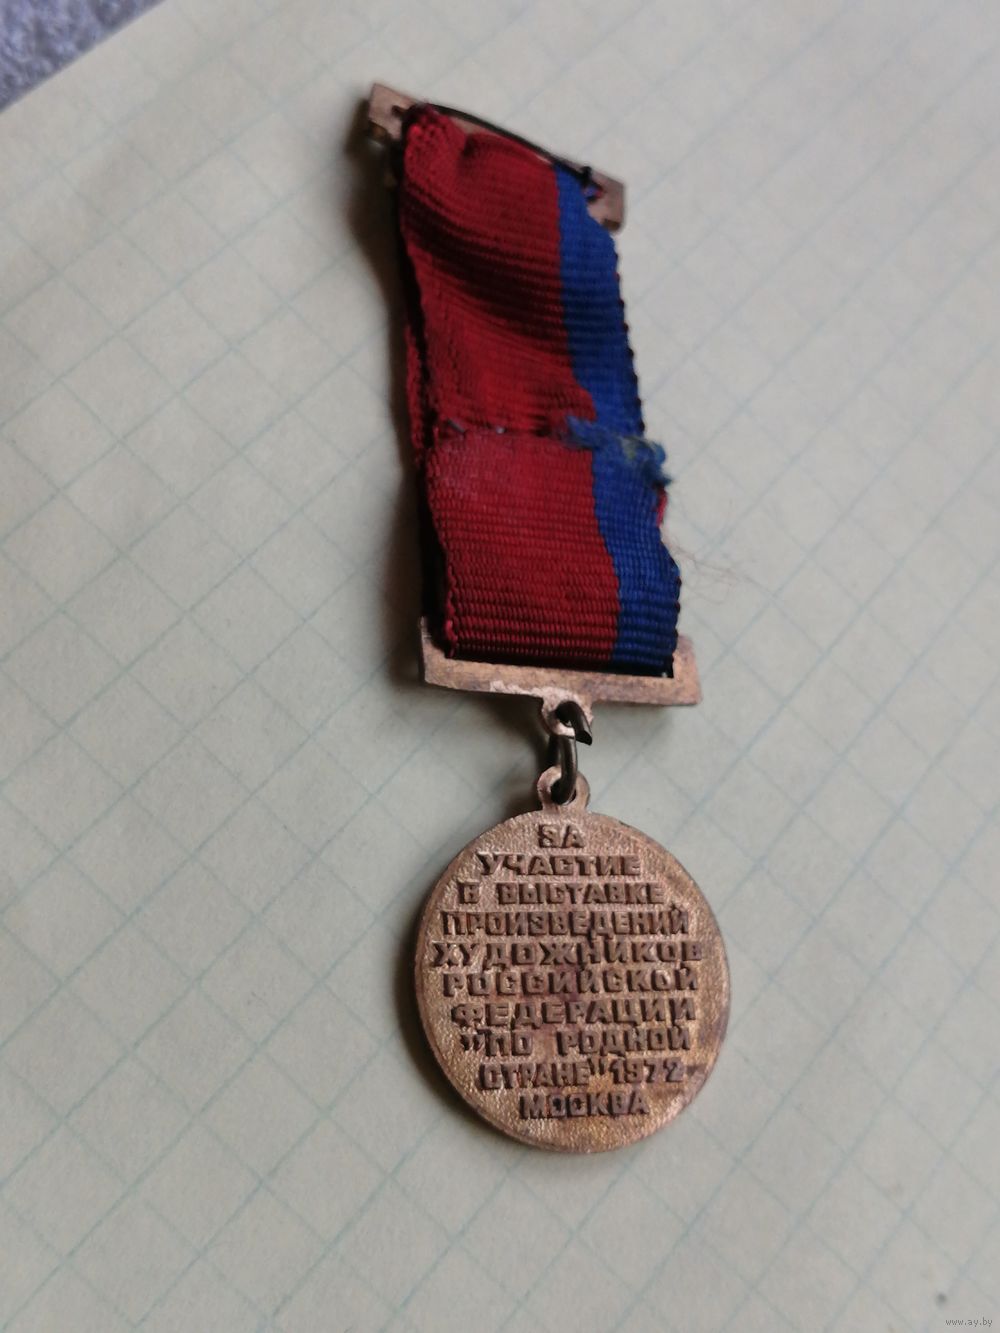 ЗА
УЧАСТИЕ
В ВЫСТАВКЕ
ПРОИЗВЕДЕНИЙ
ХУДОЖНИКОВ
РОССИЙСКОЙ
ФЕДЕРАЦИИ
"ПО РОДНОЙ
СТРАНЕ" 1972
МОСКВА
www.ay.by